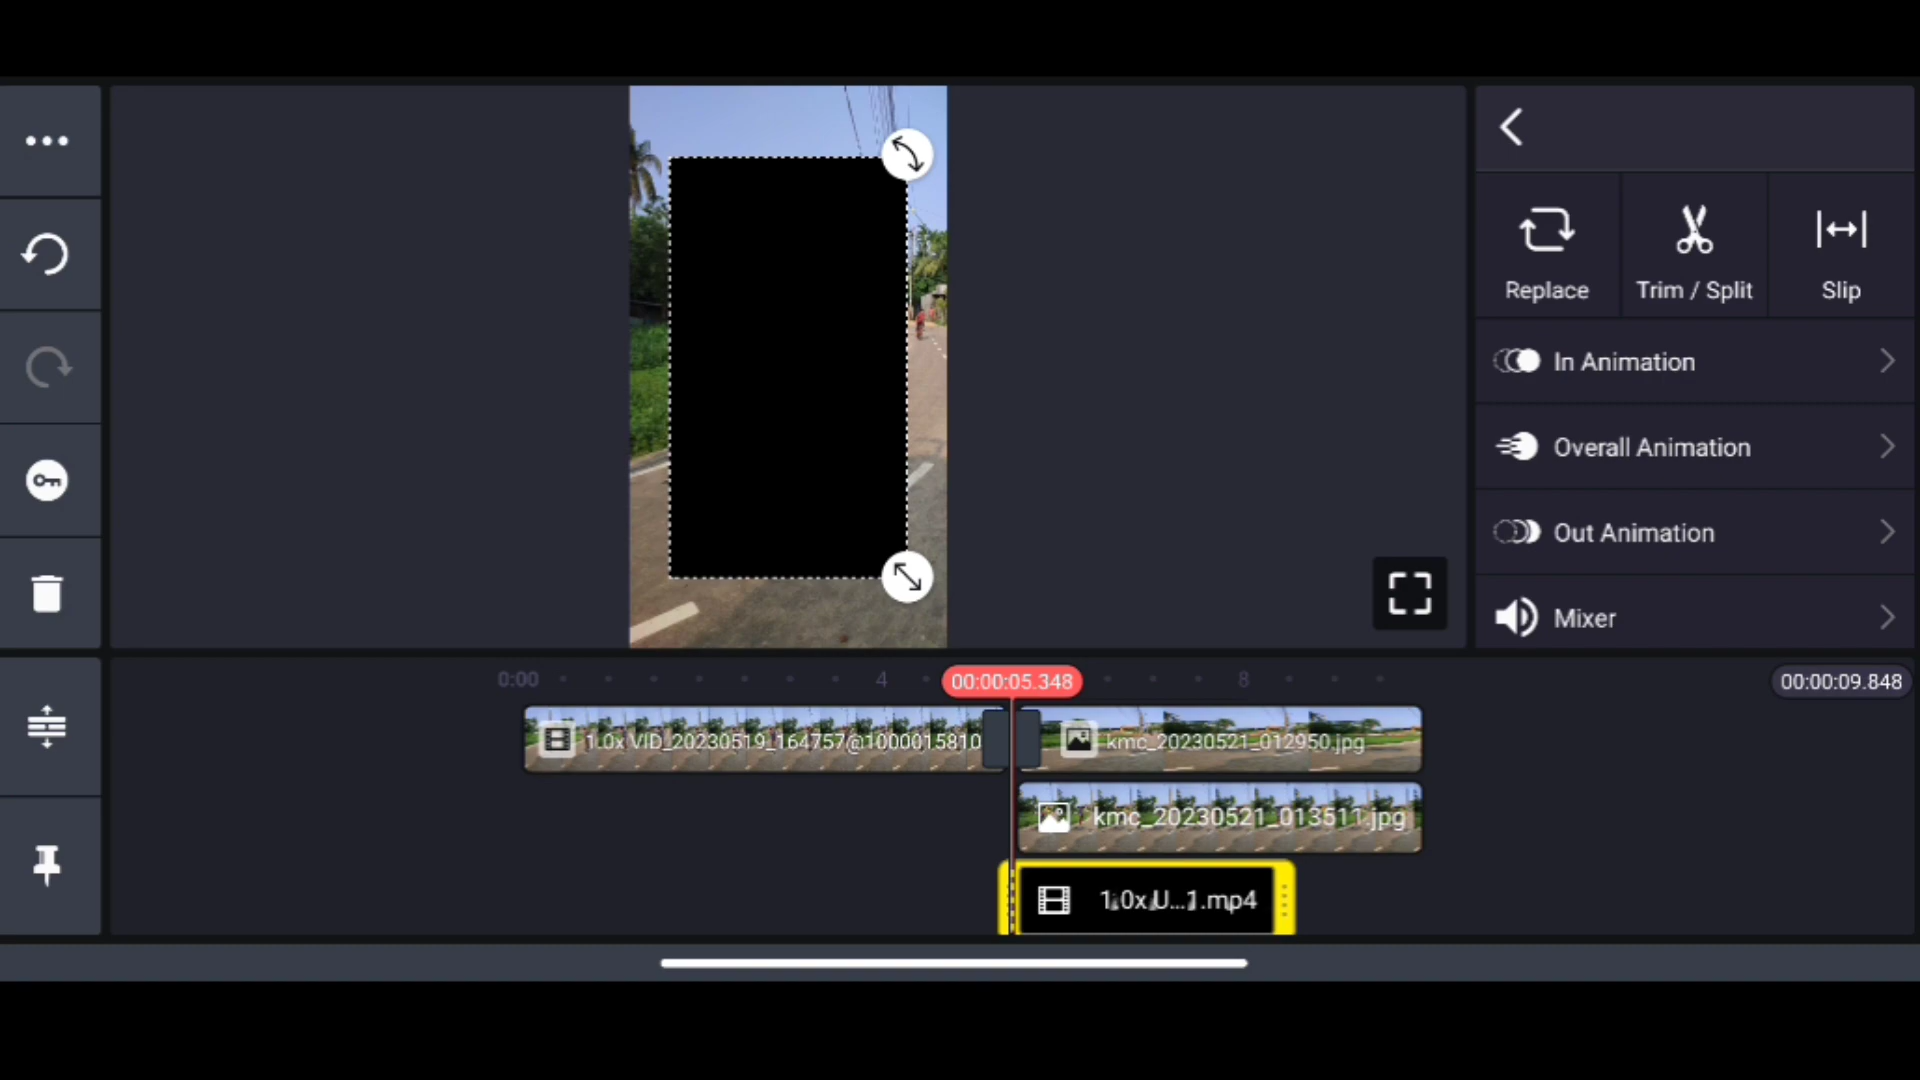 Replace
Trim / Split
Slip
In Animation
Overall Animation
Out Animation
Mixer
0:00
4
00:00:05.348
8
00:00:09.848
1.0x VID_20230519_164757@1000015810
kmc_20230521_012950.jpg
kmc_20230521_013511.jpg
1.0x U...1.mp4